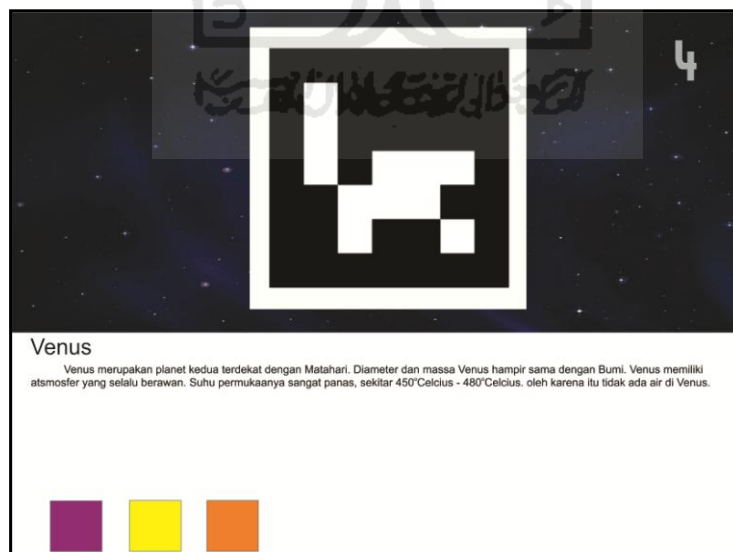 4
Venus
Venus merupakan planet kedua terdekat dengan Matahari. Diameter dan massa Venus hampir sama dengan Bumi. Venus memiliki
atsmosfer yang selalu berawan. Suhu permukaanya sangat panas, sekitar 450°Celcius - 480°Celcius. oleh karena itu tidak ada air di Venus.